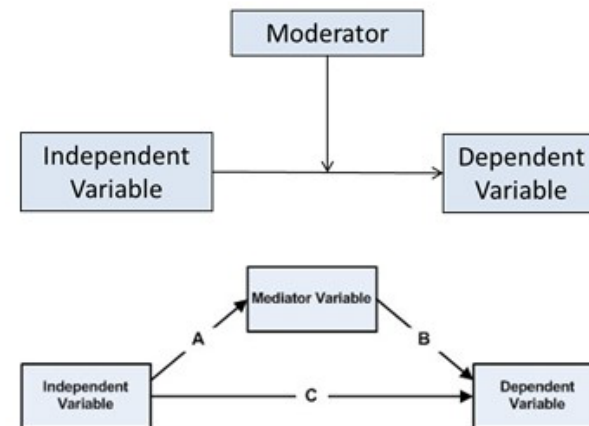 Moderator
Independent
Variable
Dependent
Variable
Mediator Variable
A
B
Independent
Variable
C
Dependent
Variable